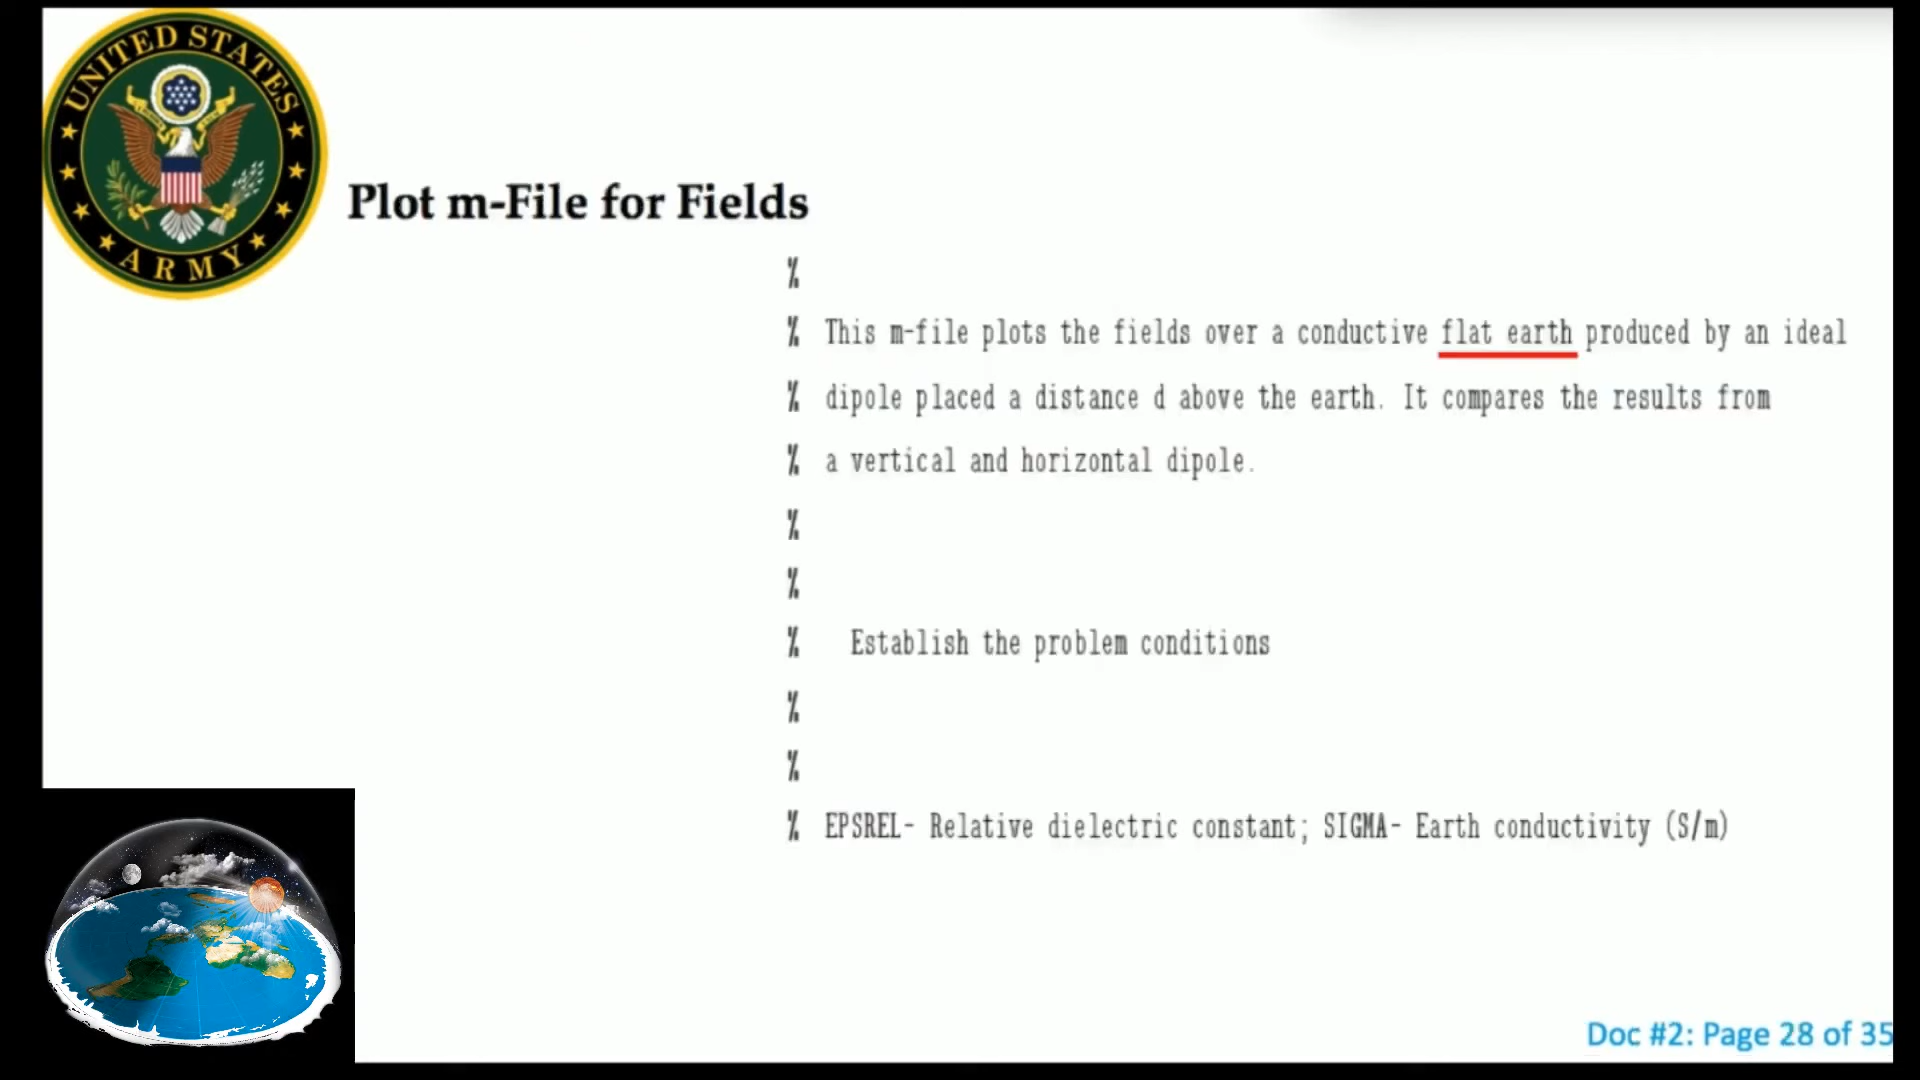 UNITED STATES
ARMY
Plot m-File for Fields
%
% This m-file plots the fields over a conductive flat earth produced by an ideal
% dipole placed a distance d above the earth. It compares the results from
% a vertical and horizontal dipole.
%
%
% Establish the problem conditions
%
%
% EPSREL- Relative dielectric constant; SIGMA- Earth conductivity (S/m)
Doc #2: Page 28 of 35